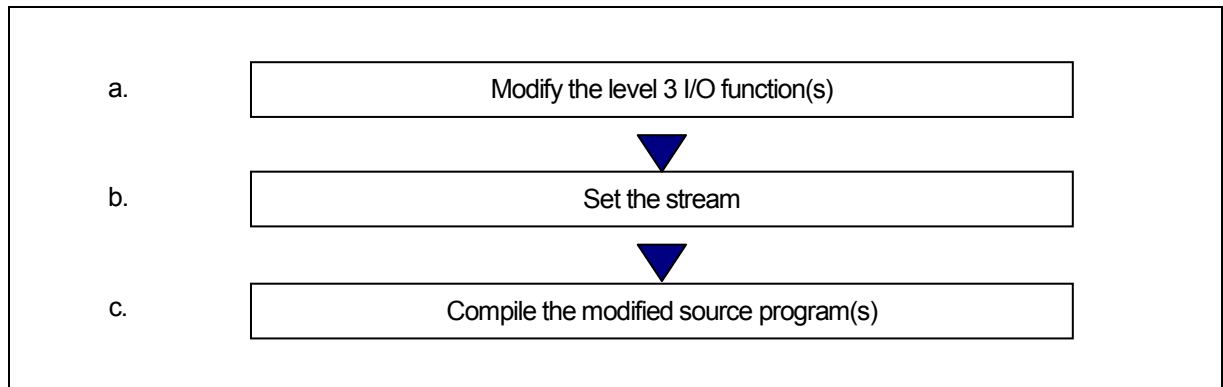 a. Modify the level 3 I/O function(s)
b. Set the stream
c. Compile the modified source program(s)